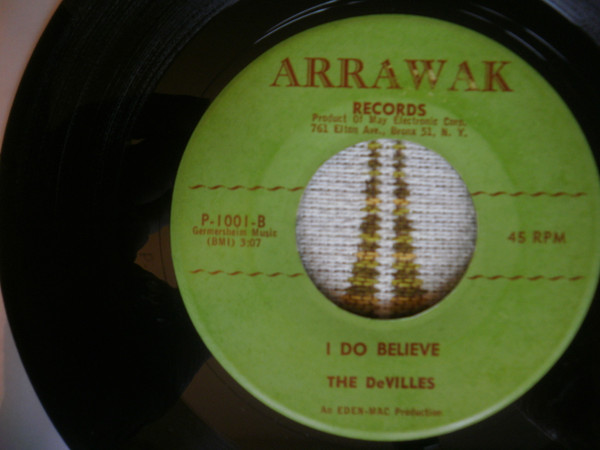 ARRAWAK
RECORDS
Product Of May Electronic Corp.
761 Elton Ave., Bronx 51, N. Y.
P-1001-B
Germersheim Music
(BMI) 3:07
45 RPM
I DO BELIEVE
THE DeVILLES
An EDEN-MAC Production